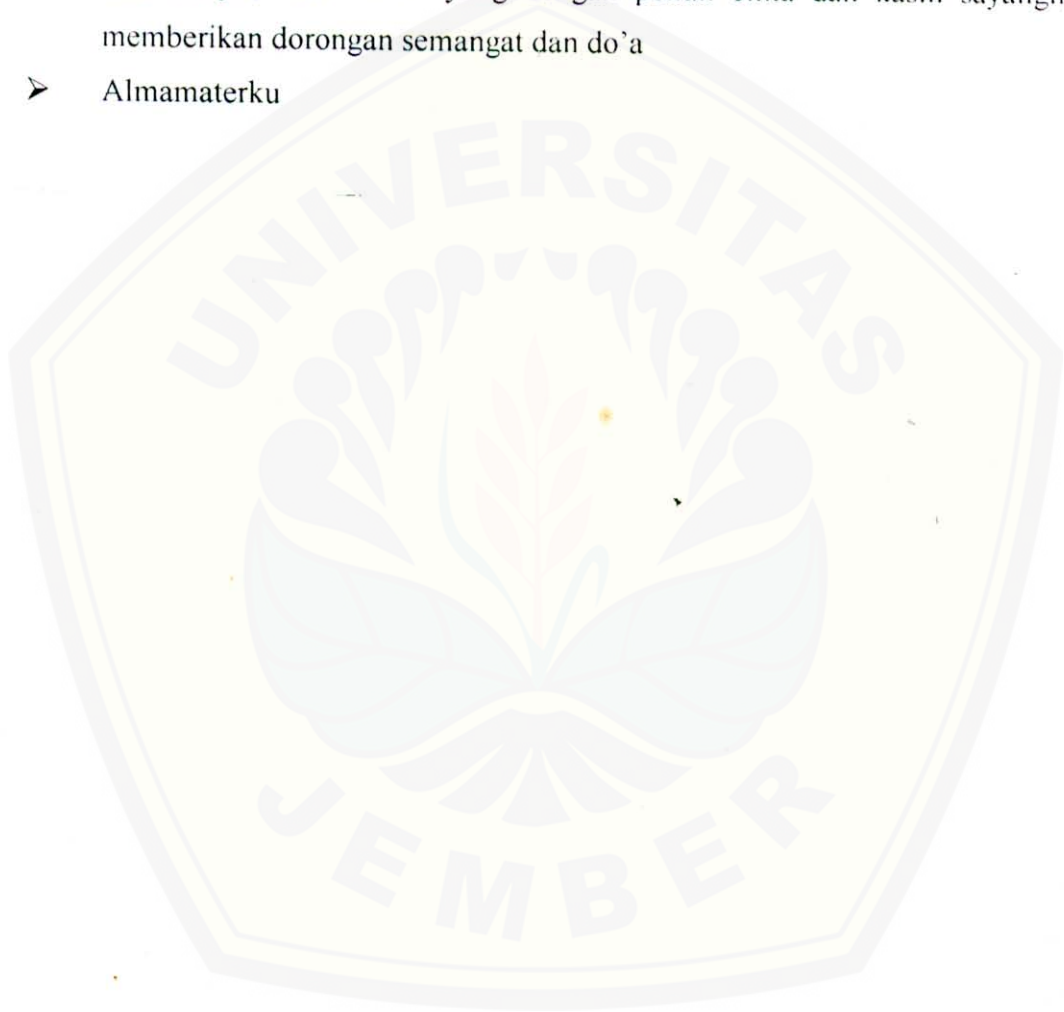 memberikan dorongan semangat dan do'a
➤ Almamaterku
UNIVERSITAS
JEMBER